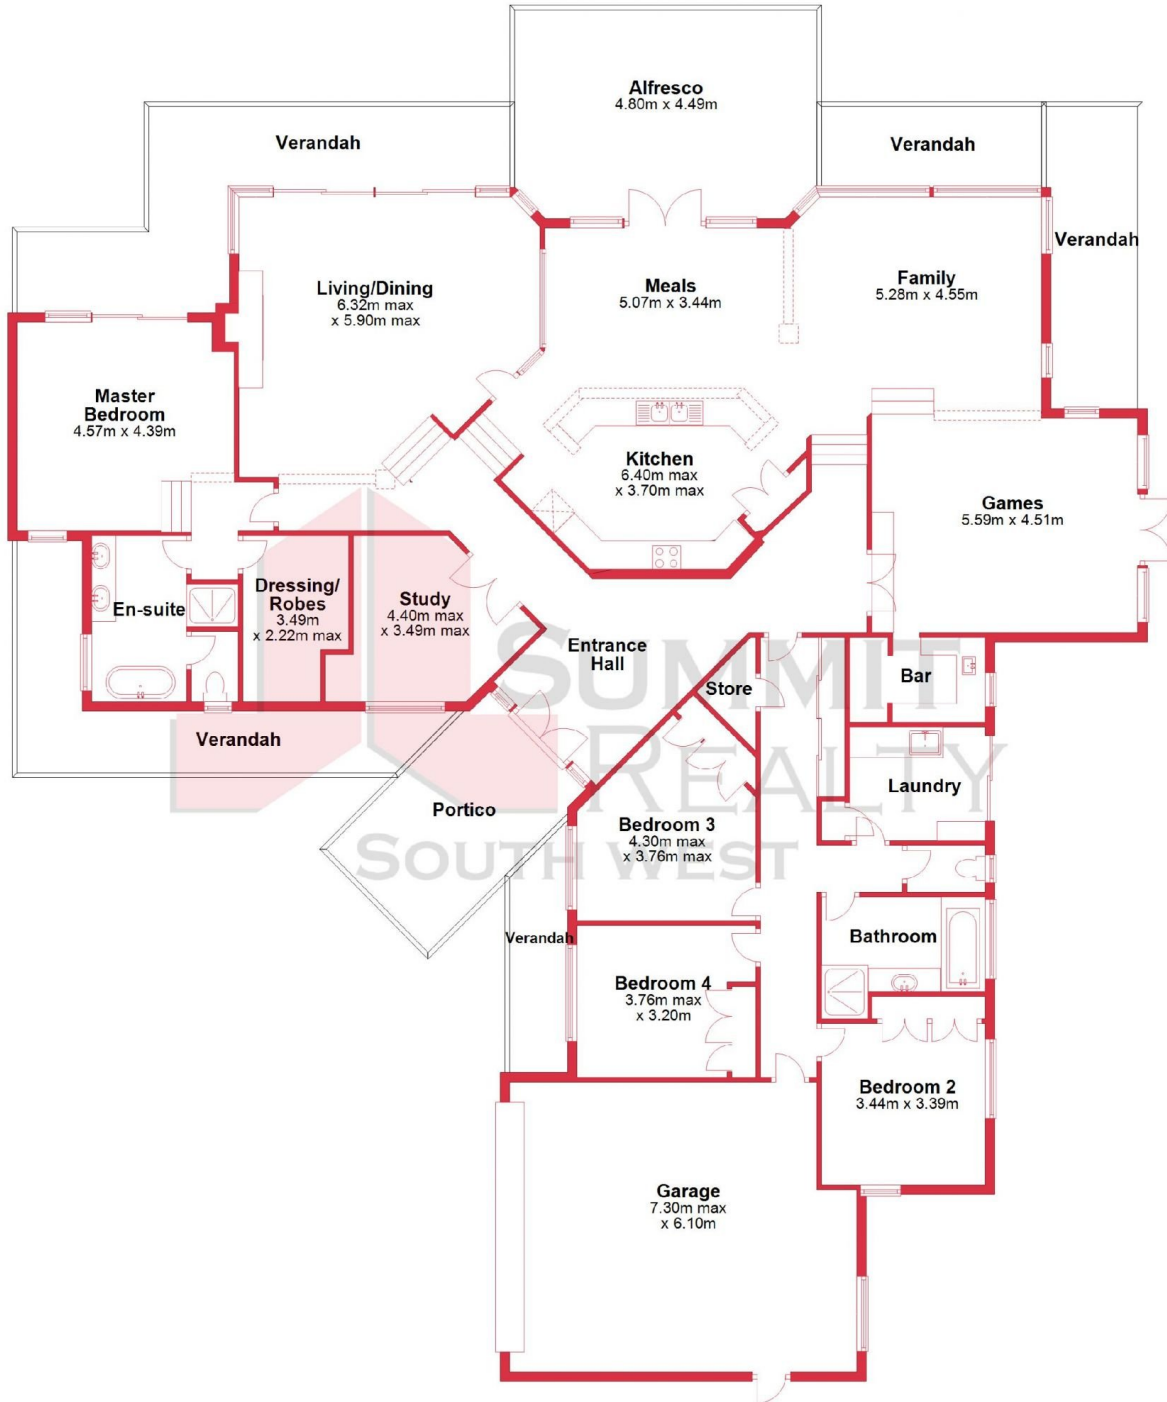 Alfresco
4.80m x 4.49m
Verandah
Verandah
Verandah
Living/Dining
6.32m max
x 5.90m max
Meals
5.07m x 3.44m
Family
5.28m x 4.55m
Master
Bedroom
4.57m x 4.39m
Kitchen
6.40m max
x 3.70m max
Games
5.59m x 4.51m
En-suite
Dressing/
Robes
3.49m
x 2.22m max
Study
4.40m max
x 3.49m max
Entrance
Hall
Store
Bar
SUMMIT
REALTY
SOUTH WEST
Verandah
Portico
Laundry
Bedroom 3
4.30m max
x 3.76m max
Verandah
Bathroom
Bedroom 4
3.76m max
x 3.20m
Bedroom 2
3.44m x 3.39m
Garage
7.30m max
x 6.10m